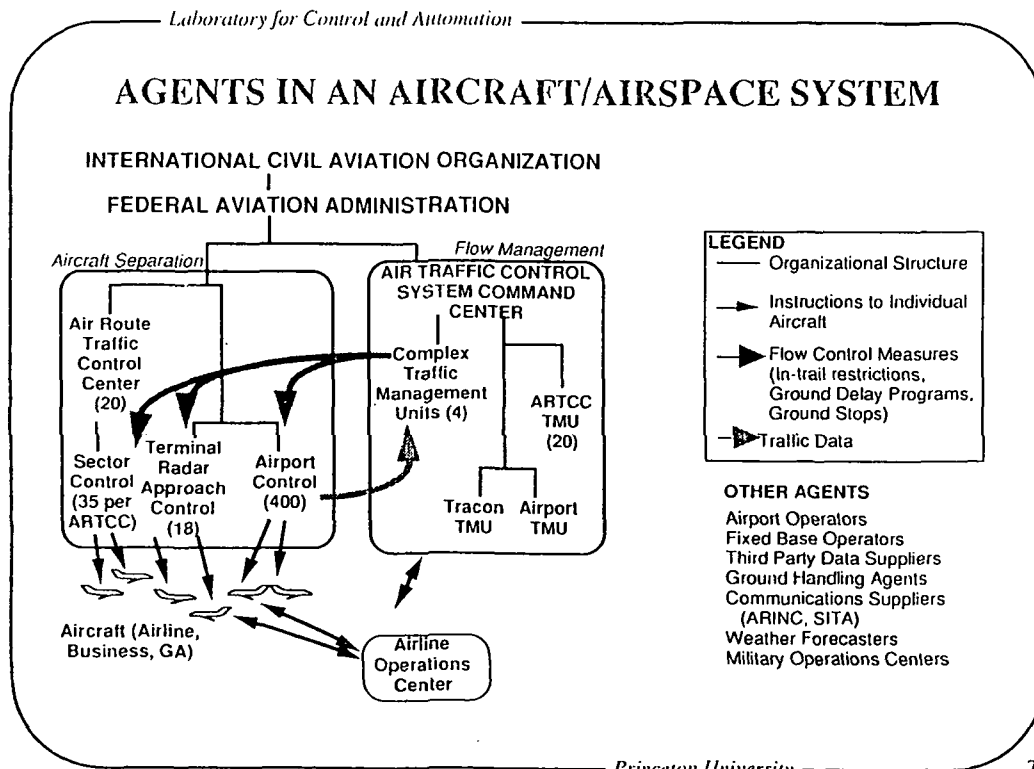 Laboratory for Control and Automation
AGENTS IN AN AIRCRAFT/AIRSPACE SYSTEM
INTERNATIONAL CIVIL AVIATION ORGANIZATION
FEDERAL AVIATION ADMINISTRATION
Aircraft Separation
Air Route
Traffic
Control
Center
(20)
Sector
Control
(35 per
ARTCC)
Terminal
Radar
Approach
Control
(18)
Airport
Control
(400)
Flow Management
AIR TRAFFIC CONTROL
SYSTEM COMMAND
CENTER
Complex
Traffic
Management
Units (4)
ARTCC
TMU
(20)
Tracon
TMU
Airport
TMU
Aircraft (Airline,
Business, GA)
Airline
Operations
Center
LEGEND
Organizational Structure
Instructions to Individual
Aircraft
Flow Control Measures
(In-trail restrictions,
Ground Delay Programs,
Ground Stops)
Traffic Data
OTHER AGENTS
Airport Operators
Fixed Base Operators
Third Party Data Suppliers
Ground Handling Agents
Communications Suppliers
(ARINC, SITA)
Weather Forecasters
Military Operations Centers
Princeton University